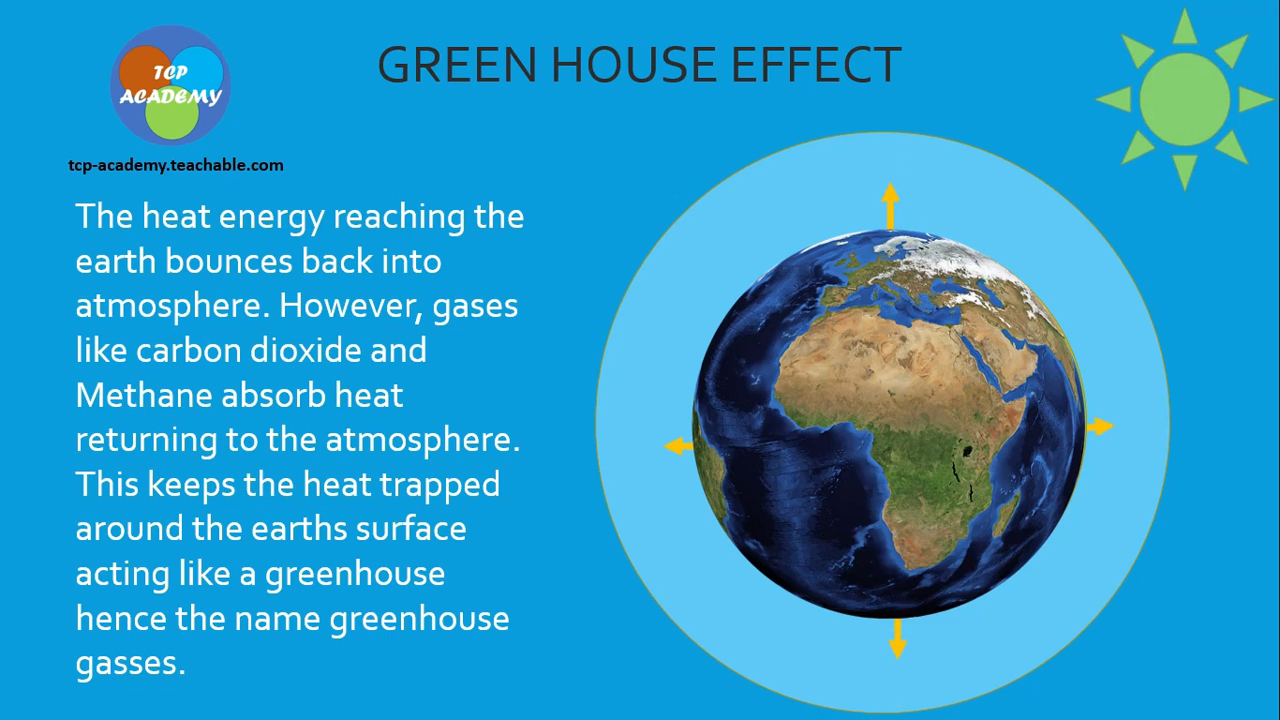 GREEN HOUSE EFFECT
TCP
ACADEMY
tcp-academy.teachable.com
The heat energy reaching the
earth bounces back into
atmosphere. However, gases
like carbon dioxide and
Methane absorb heat
returning to the atmosphere.
This keeps the heat trapped
around the earths surface
acting like a greenhouse
hence the name greenhouse
gasses.